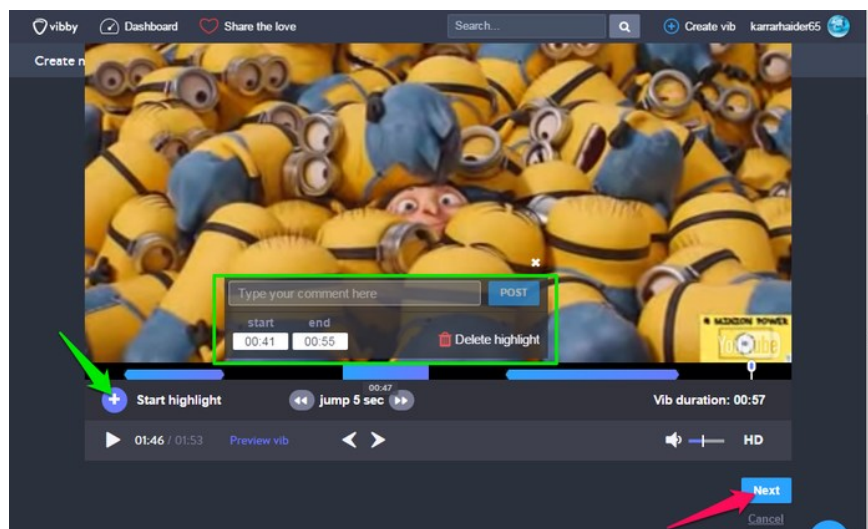 vibby Dashboard Share the love Search... Create vib karrarhaider65
Create n
Type your comment here POST
start end
00:41 00:55 Delete highlight
MINION POWER
YouTube
00:47
Start highlight jump 5 sec Vib duration: 00:57
01:46 / 01:53 Preview vib HD
Next
Cancel